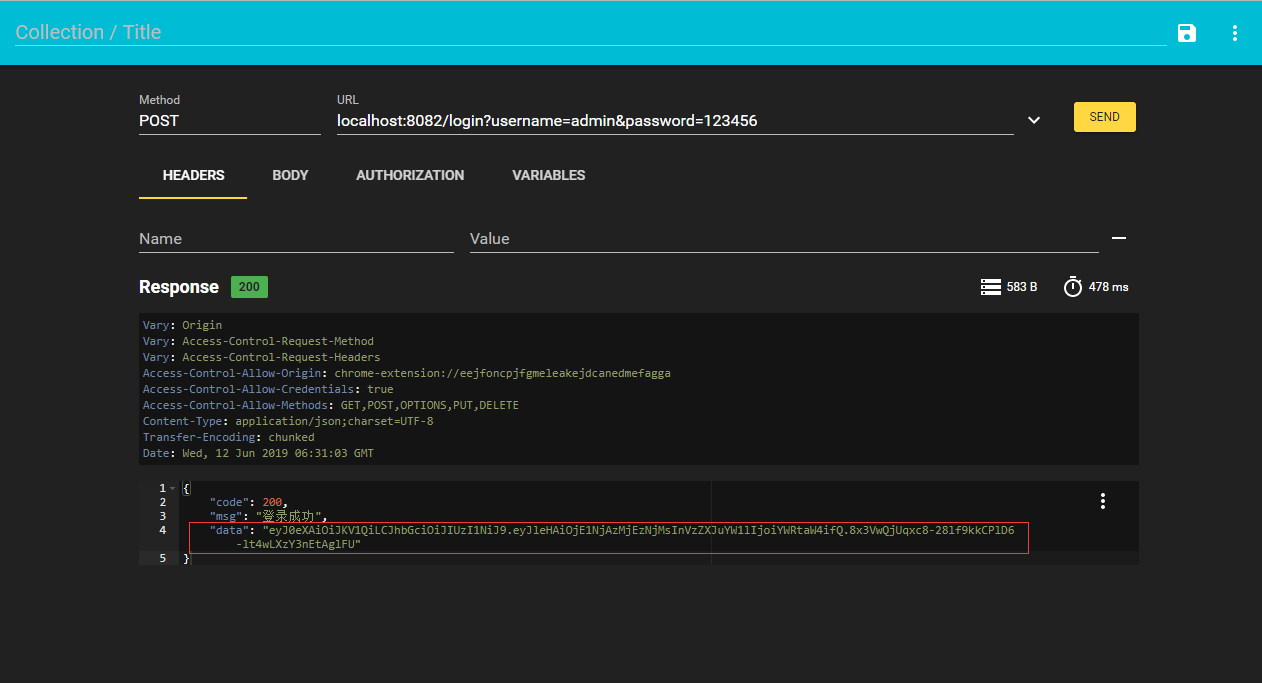 Collection / Title
Method
URL
POST
localhost:8082/login?username=admin&password=123456
SEND
HEADERS
BODY
AUTHORIZATION
VARIABLES
Name
Value
Response
200
583 B
478 ms
Vary: Origin
Vary: Access-Control-Request-Method
Vary: Access-Control-Request-Headers
Access-Control-Allow-Origin: chrome-extension://eejfoncpjfgmeleakejdcanedmefagga
Access-Control-Allow-Credentials: true
Access-Control-Allow-Methods: GET,POST,OPTIONS,PUT,DELETE
Content-Type: application/json;charset=UTF-8
Transfer-Encoding: chunked
Date: Wed, 12 Jun 2019 06:31:03 GMT
1 {
2 "code": 200,
3 "msg": "登录成功",
4 "data": "eyJ0eXAiOiJKV1QiLCJhbGciOiJIUzI1NiJ9.eyJleHAiOjE1NjAzMjEzNjMsInVzZXJuYW1lIjoiYWRtaW4ifQ.8x3VwQjUqxc8-28lf9kkCPlD6
-lt4wLXzY3nEtAglFU"
5 }